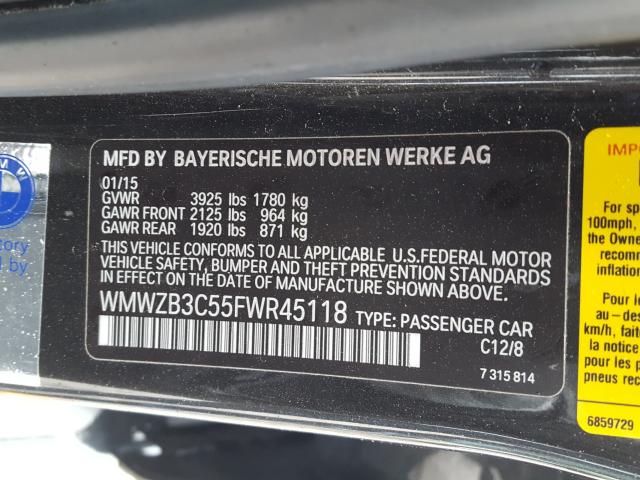 MFD BY BAYERISCHE MOTOREN WERKE AG
01/15
GVWR 3925 lbs 1780 kg
GAWR FRONT 2125 lbs 964 kg
GAWR REAR 1920 lbs 871 kg
THIS VEHICLE CONFORMS TO ALL APPLICABLE U.S.FEDERAL MOTOR
VEHICLE SAFETY, BUMPER AND THEFT PREVENTION STANDARDS
IN EFFECT ON THE DATE OF MANUFACTURE SHOWN ABOVE.
WMWZB3C55FWR45118 TYPE: PASSENGER CAR
C12/8
7 315 814
MW
by
IMPO
For sp
100mph,
the Owne
recomm
inflation
Pour
au-des
km/h, fait
la notice
pour les p
pneus rec
6859729